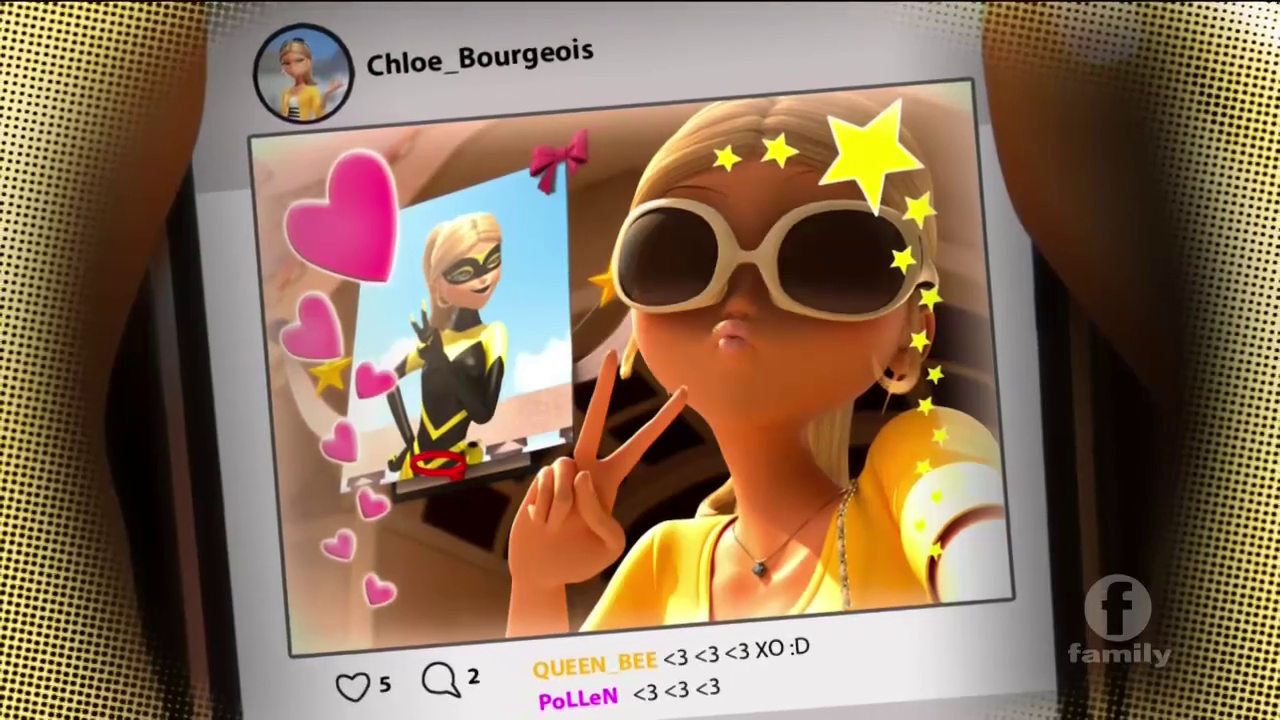 Chloe_Bourgeois
5 2
QUEEN_BEE <3 <3 <3 XO :D
PoLLeN <3 <3 <3
f
family